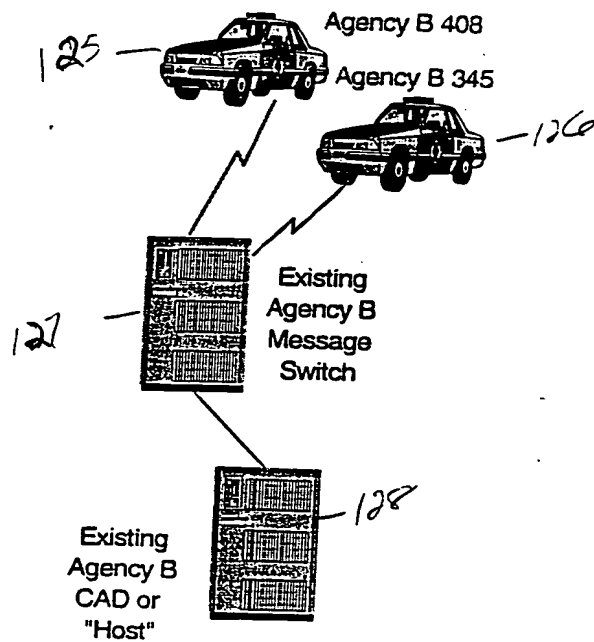 Agency B 408
125
Agency B 345
126
Existing
Agency B
Message
Switch
127
128
Existing
Agency B
CAD or
"Host"